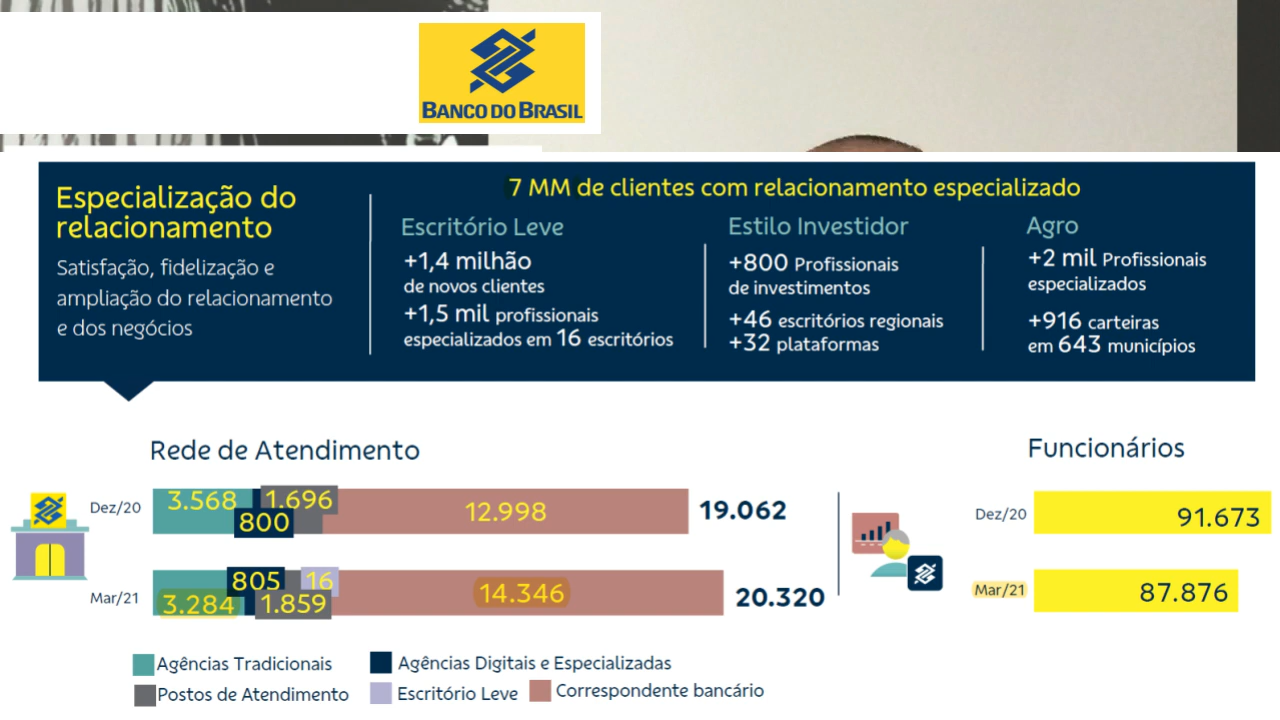 BANCO DO BRASIL
Especialização do
relacionamento
Satisfação, fidelização e
ampliação do relacionamento
e dos negócios
7 MM de clientes com relacionamento especializado
Escritório Leve
+1,4 milhão
de novos clientes
+1,5 mil profissionais
especializados em 16 escritórios
Estilo Investidor
+800 Profissionais
de investimentos
+46 escritórios regionais
+32 plataformas
Agro
+2 mil Profissionais
especializados
+916 carteiras
em 643 municípios
Rede de Atendimento
Dez/20
3.568
800
1.696
12.998
19.062
Mar/21
3.284
805
1.859
16
14.346
20.320
Agências Tradicionais
Agências Digitais e Especializadas
Postos de Atendimento
Escritório Leve
Correspondente bancário
Funcionários
Dez/20
91.673
Mar/21
87.876